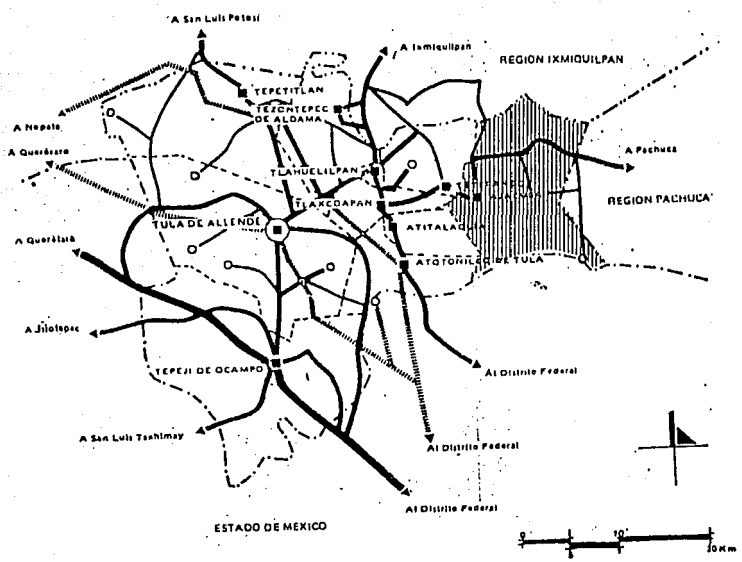 A San Luis Potosí
A Ixmiquilpan
REGION IXMIQUILPAN
TEPETITLAN
TEZONTEPEC
DE ALDAMA
A Nopala
A Querétaro
A Pachuca
TLAHUELILPAN
TLAXCOAPAN
REGION PACHUCA
TULA DE ALLENDE
ATITALAQUIA
A Querétaro
ATOTONILCO DE TULA
A Jilotepec
TEPEJI DE OCAMPO
Al Distrito Federal
A San Luis Taxhimay
Al Distrito Federal
Al Distrito Federal
ESTADO DE MEXICO
0 10
5
20 Km